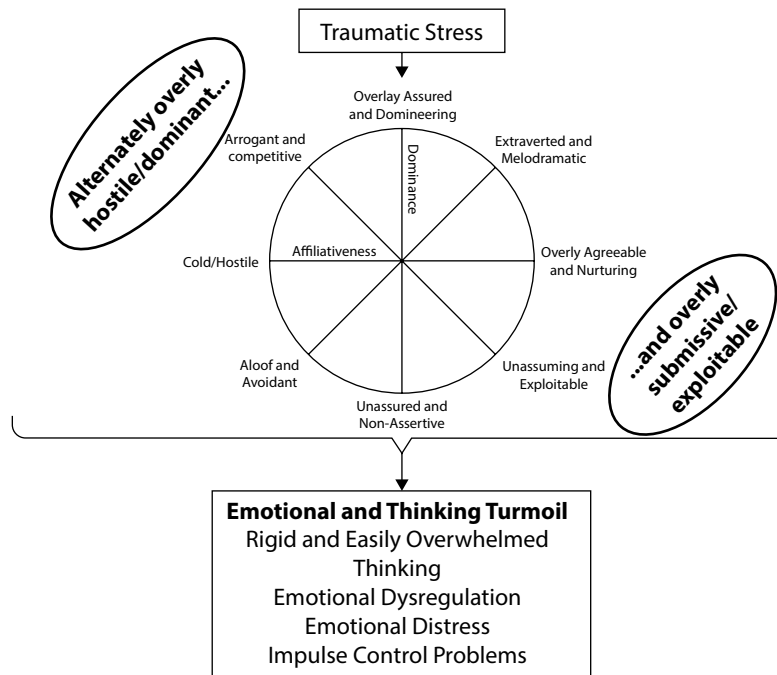 Traumatic Stress
Alternately overly
hostile/dominant...
Overlay Assured
and Domineering
Arrogant and
competitive
Extraverted and
Melodramatic
Dominance
Cold/Hostile
Affiliativeness
Overly Agreeable
and Nurturing
...and overly
submissive/
exploitable
Aloof and
Avoidant
Unassuming and
Exploitable
Unassured and
Non-Assertive
Emotional and Thinking Turmoil
Rigid and Easily Overwhelmed
Thinking
Emotional Dysregulation
Emotional Distress
Impulse Control Problems